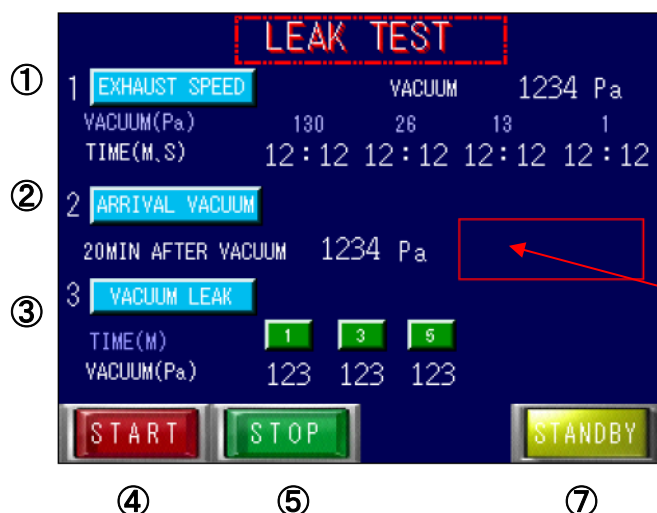 LEAK TEST
① 1 EXHAUST SPEED VACUUM 1234 Pa
VACUUM(Pa) 130 26 13 1
TIME(M、S) 12:12 12:12 12:12 12:12
② 2 ARRIVAL VACUUM
20MIN AFTER VACUUM 1234 Pa
③ 3 VACUUM LEAK
TIME(M) 1 3 5
VACUUM(Pa) 123 123 123
START STOP STANDBY
④ ⑤ ⑦